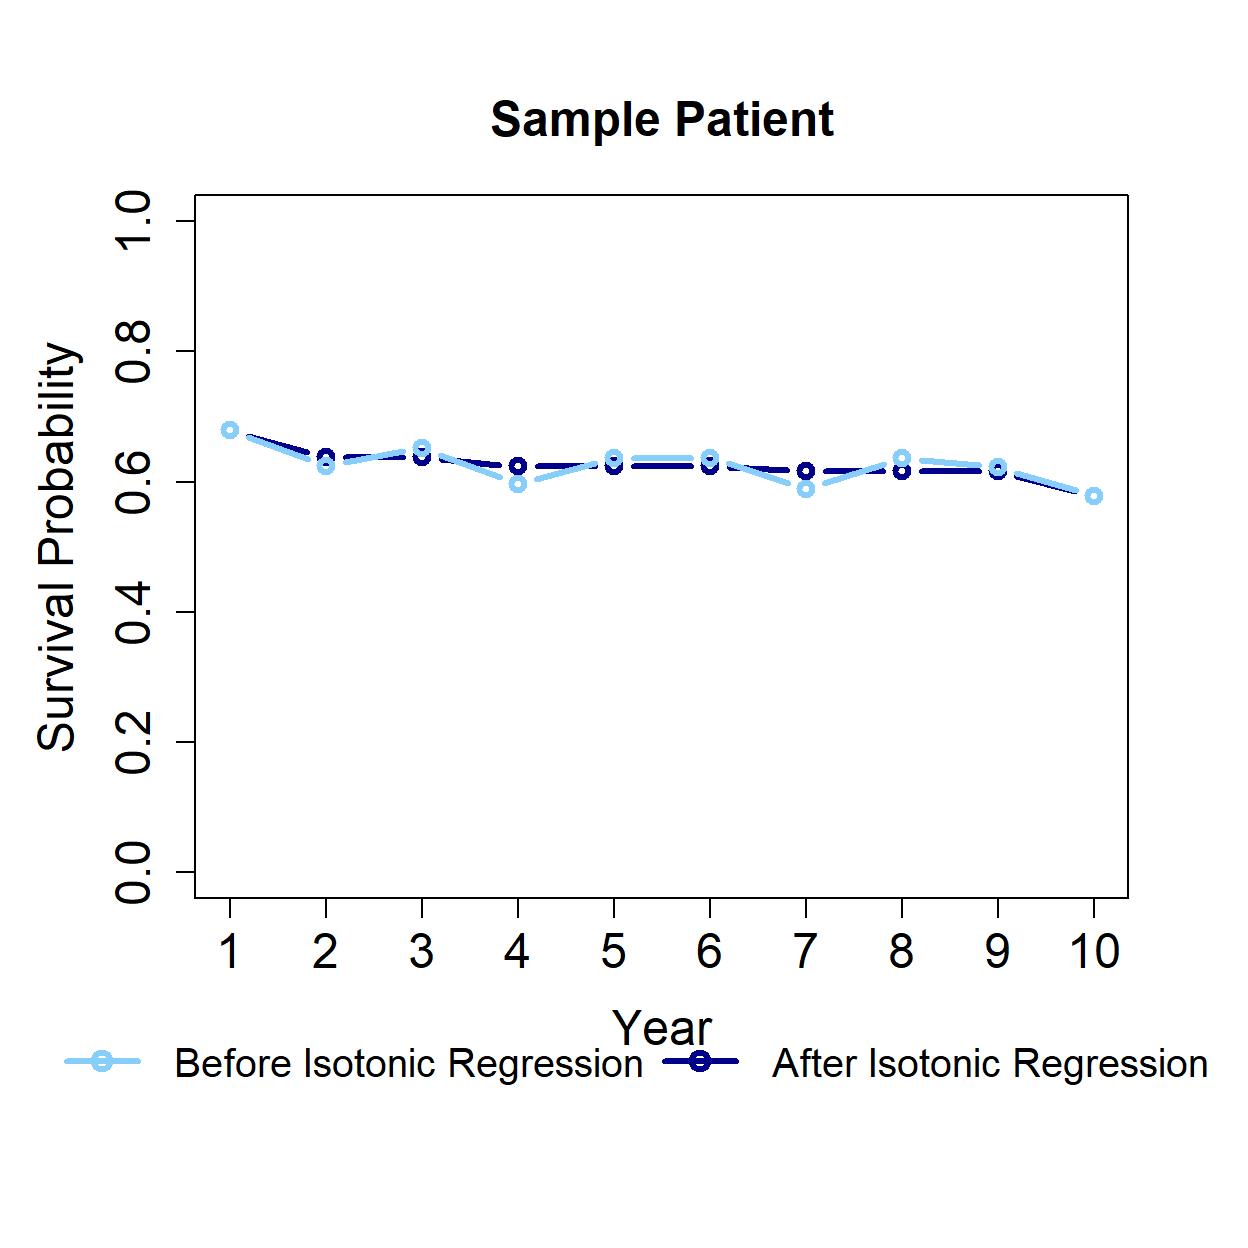 Sample Patient
Survival Probability
1.0
0.8
0.6
0.4
0.2
0.0
1 2 3 4 5 6 7 8 9 10
Year
Before Isotonic Regression After Isotonic Regression